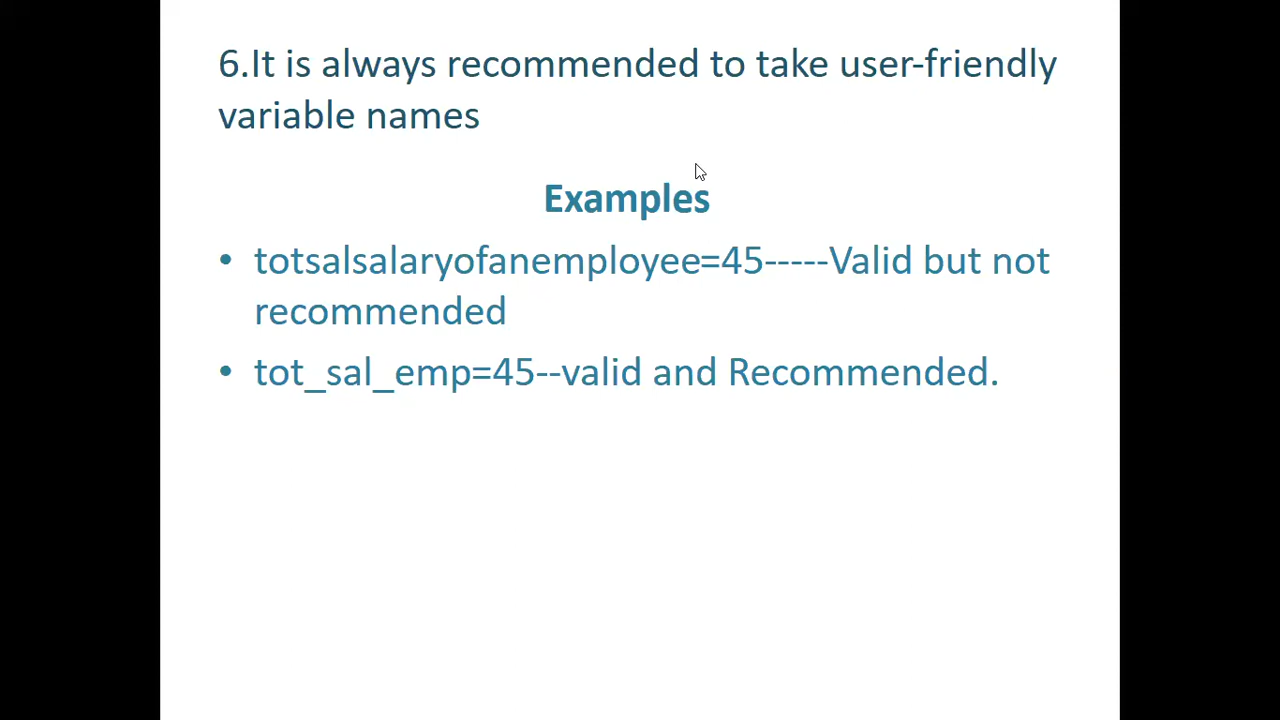 6.It is always recommended to take user-friendly
variable names
Examples
• totsalsalaryofanemployee=45-----Valid but not
recommended
• tot_sal_emp=45--valid and Recommended.